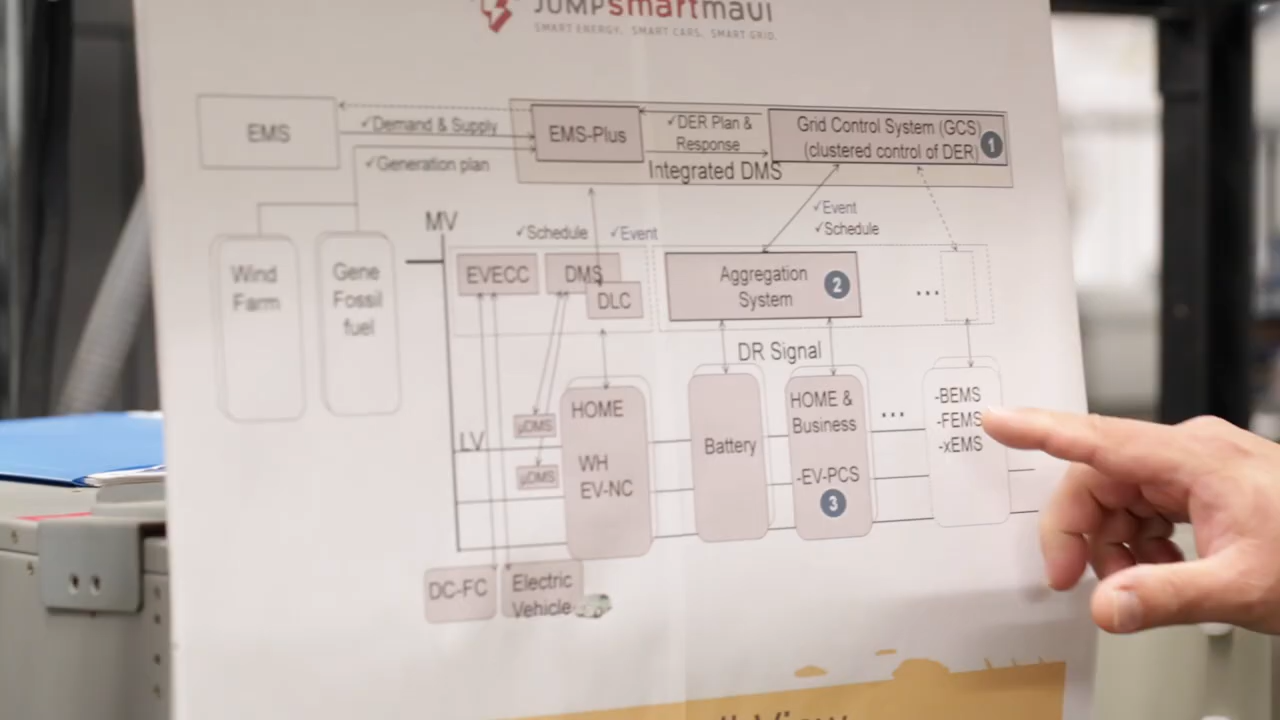 JUMPsmartmaui
SMART ENERGY. SMART CARS. SMART GRID.
EMS
✓Demand & Supply
✓Generation plan
EMS-Plus
✓DER Plan &
Response
Integrated DMS
Grid Control System (GCS)
(clustered control of DER)
1
MV
✓Schedule
✓Event
✓Event
✓Schedule
Wind
Farm
Gene
Fossil
fuel
EVECC
DMS
DLC
Aggregation
System
2
...
DR Signal
LV
µDMS
µDMS
HOME
WH
EV-NC
Battery
HOME &
Business
-EV-PCS
3
...
-BEMS
-FEMS
-xEMS
DC-FC
Electric
Vehicle